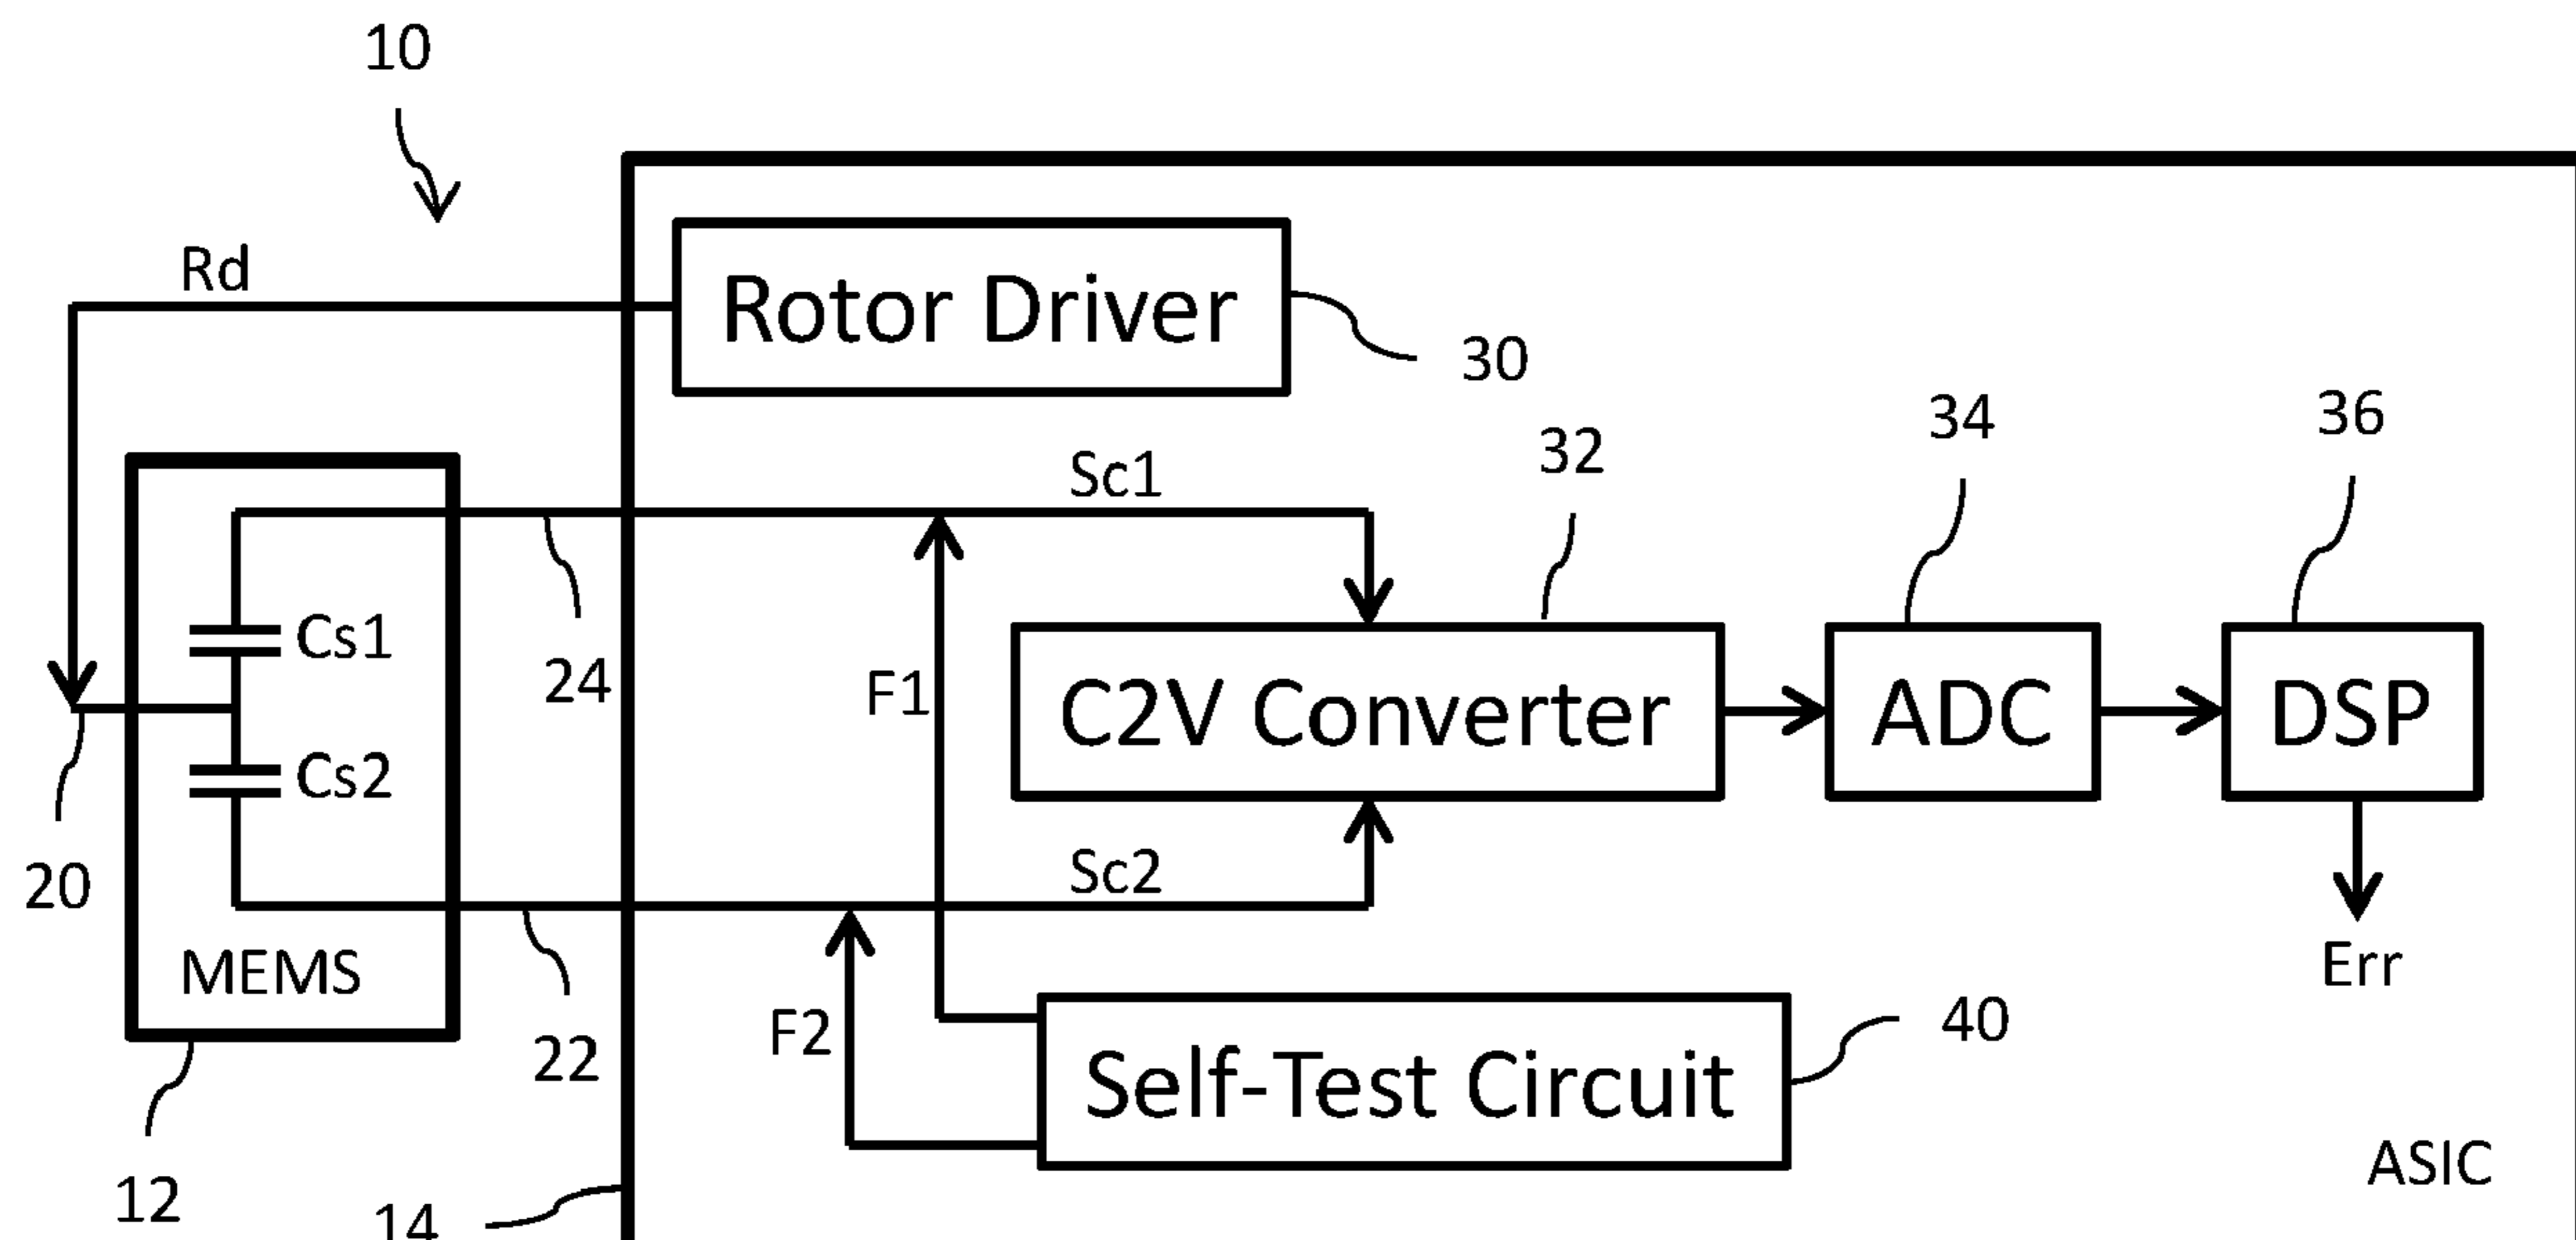 10
Rd
Rotor Driver
30
34
36
32
Sc1
Cs1
24
F1
C2V Converter
ADC
DSP
Cs2
20
Sc2
MEMS
22
F2
Err
40
Self-Test Circuit
ASIC
12
14